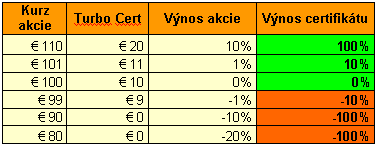 Kurz akcie Turbo Cert Výnos akcie Výnos certifikátu
€ 110 € 20 10% 100%
€ 101 € 11 1% 10%
€ 100 € 10 0% 0%
€ 99 € 9 -1% -10%
€ 90 € 0 -10% -100%
€ 80 € 0 -20% -100%